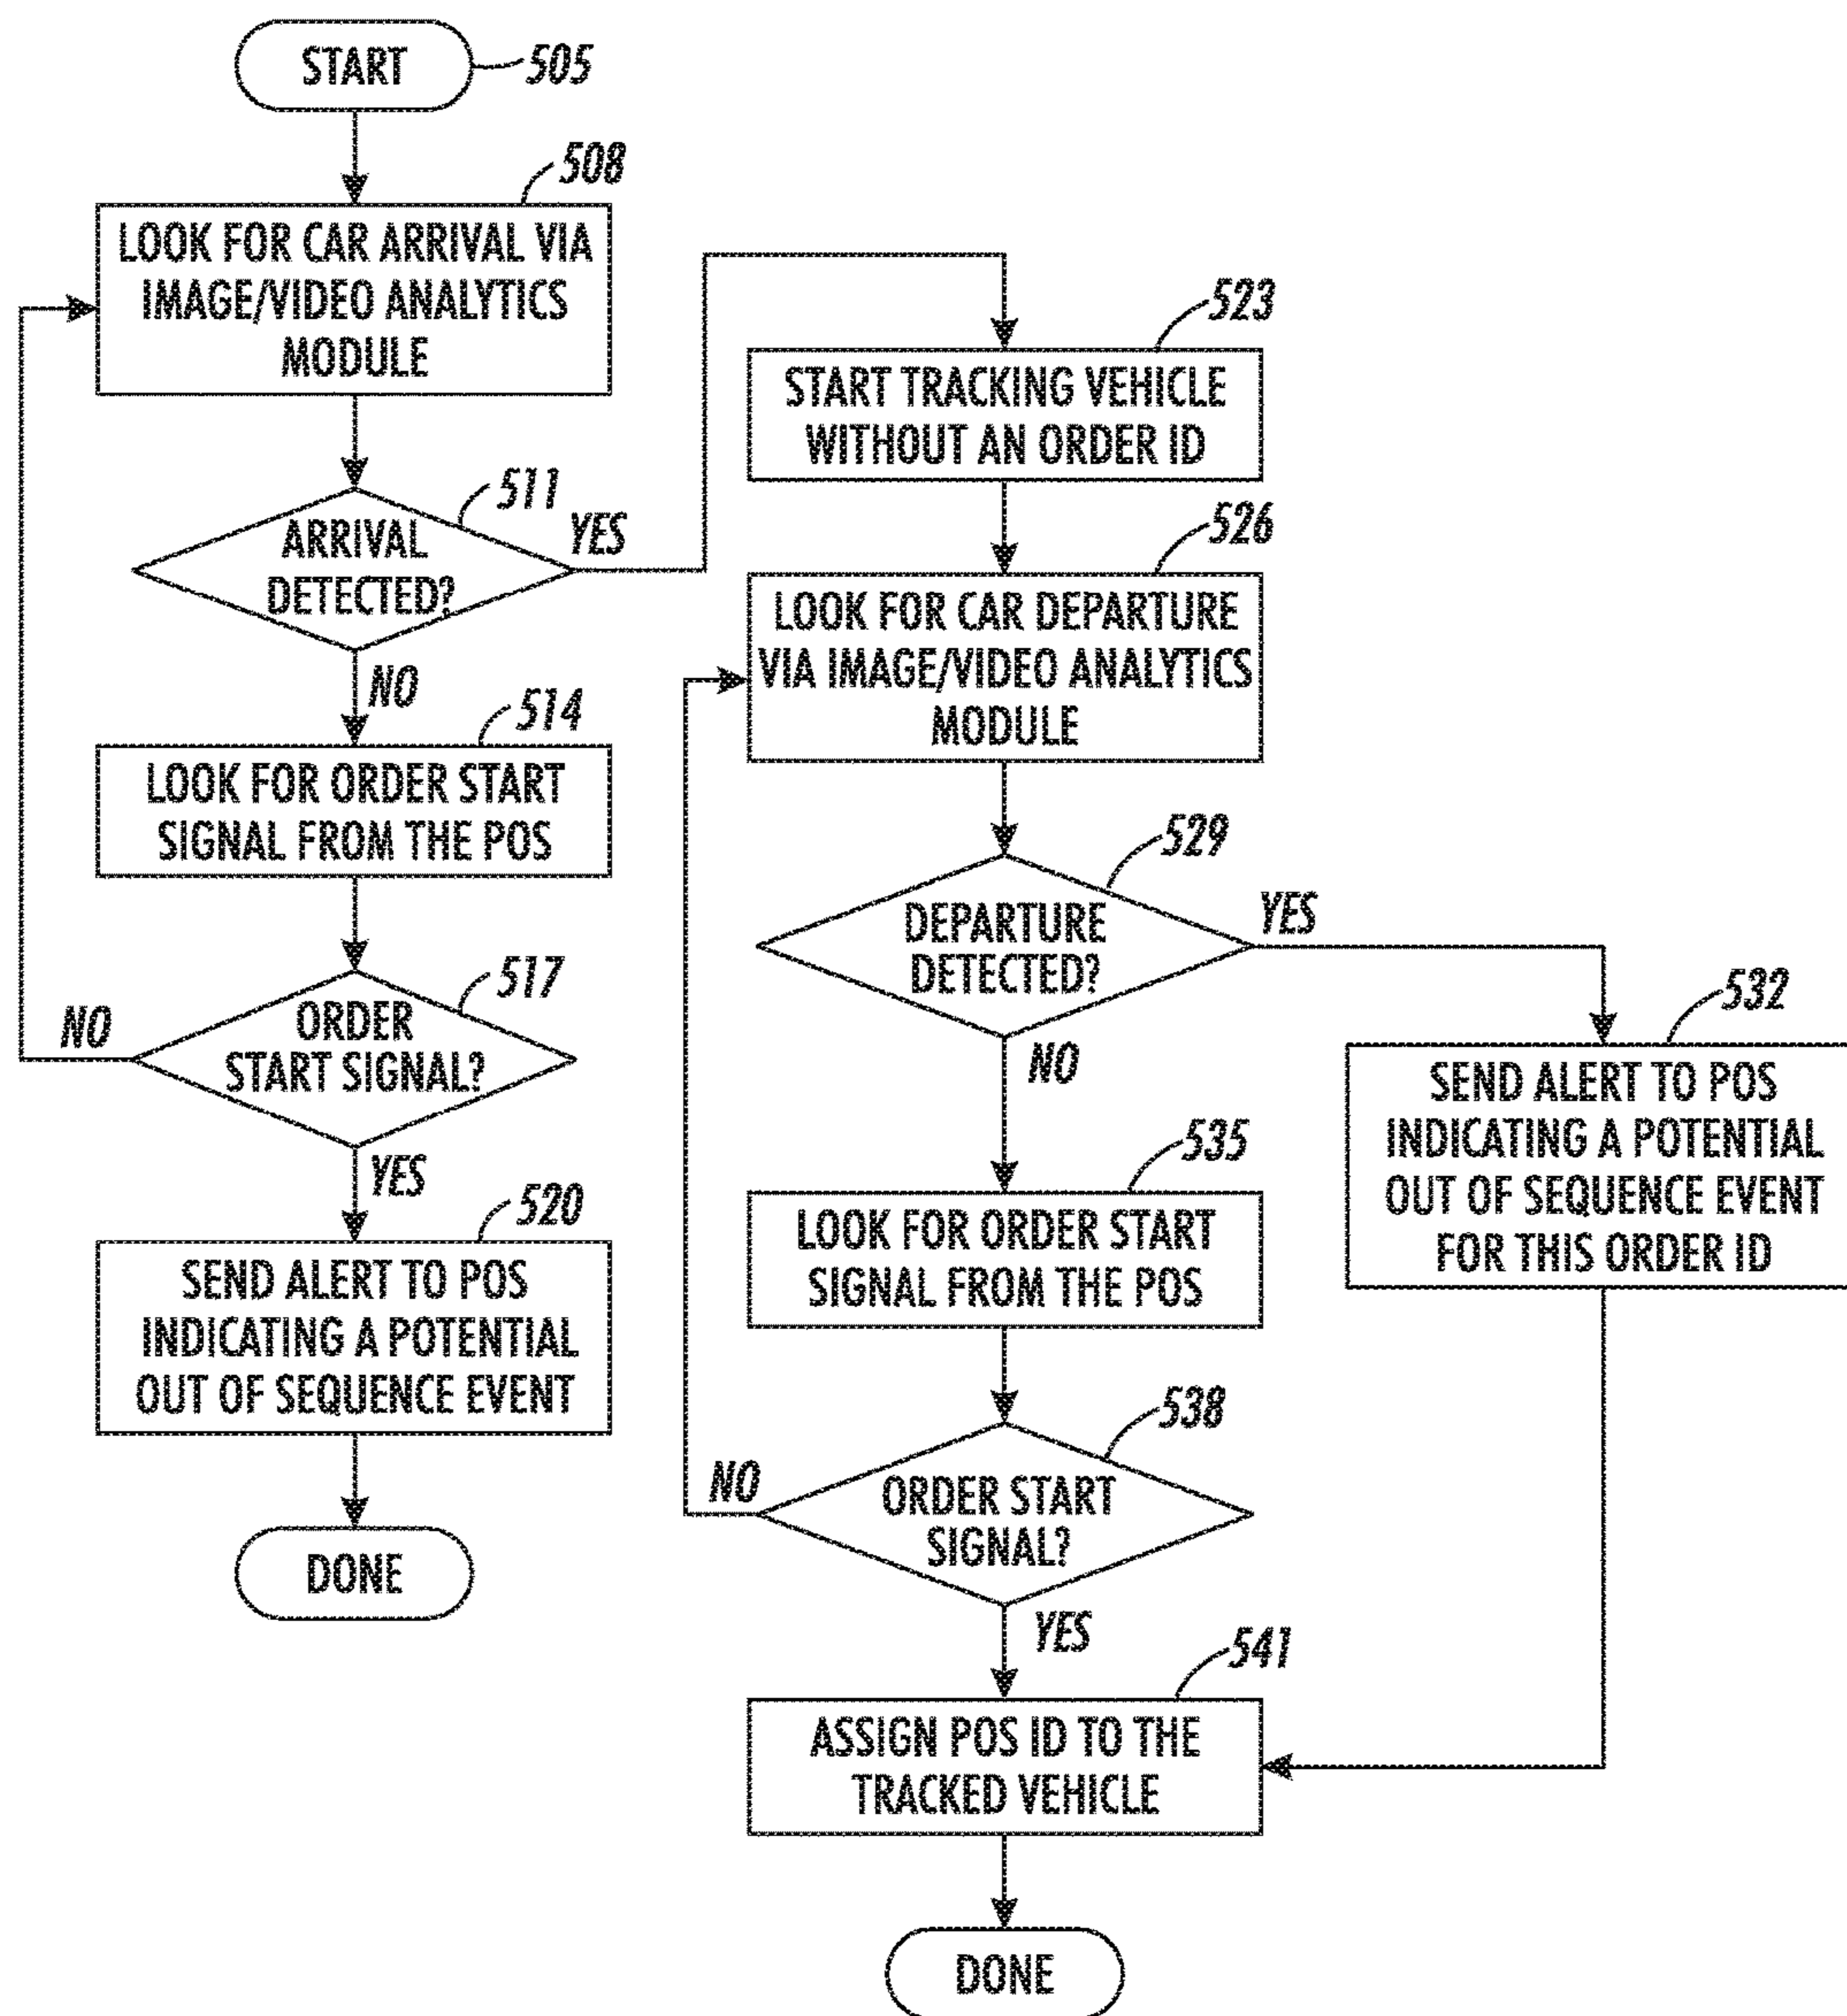 START
505
508
LOOK FOR CAR ARRIVAL VIA
IMAGE/VIDEO ANALYTICS
MODULE
511
ARRIVAL
DETECTED?
YES
NO
514
LOOK FOR ORDER START
SIGNAL FROM THE POS
517
ORDER
START SIGNAL?
NO
YES
520
SEND ALERT TO POS
INDICATING A POTENTIAL
OUT OF SEQUENCE EVENT
DONE
523
START TRACKING VEHICLE
WITHOUT AN ORDER ID
526
LOOK FOR CAR DEPARTURE
VIA IMAGE/VIDEO ANALYTICS
MODULE
529
DEPARTURE
DETECTED?
YES
NO
532
SEND ALERT TO POS
INDICATING A POTENTIAL
OUT OF SEQUENCE EVENT
FOR THIS ORDER ID
535
LOOK FOR ORDER START
SIGNAL FROM THE POS
538
ORDER START
SIGNAL?
NO
YES
541
ASSIGN POS ID TO THE
TRACKED VEHICLE
DONE